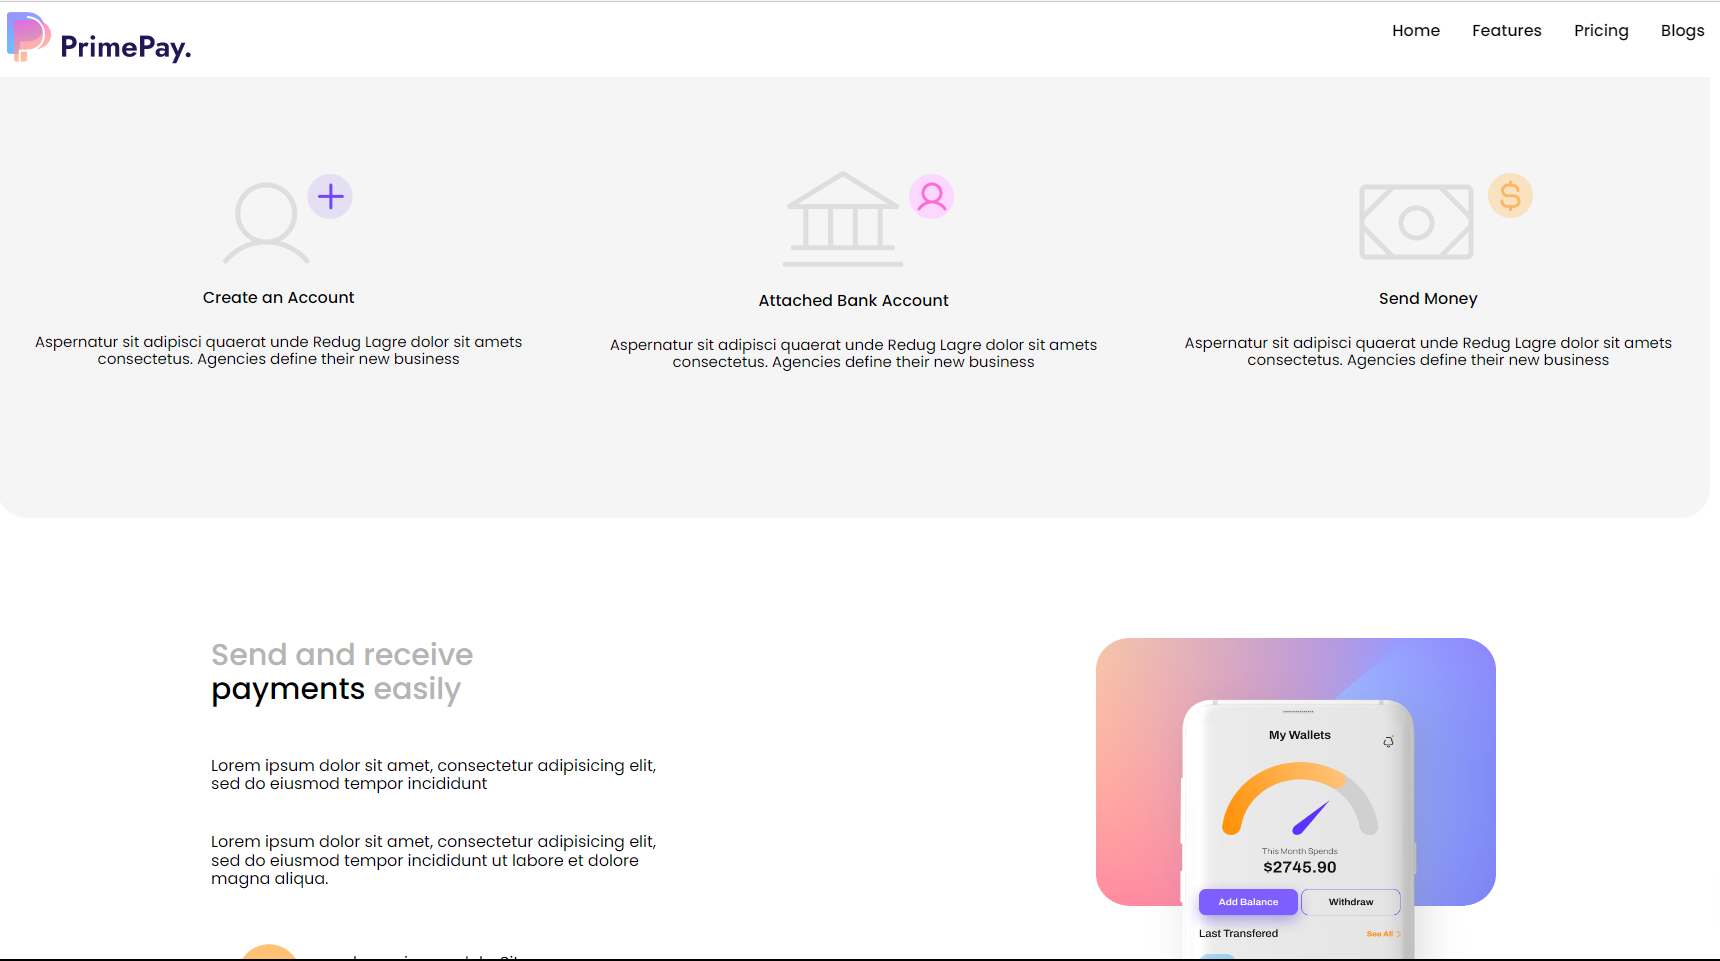 PrimePay.
Home Features Pricing Blogs
Create an Account
Aspernatur sit adipisci quaerat unde Redug Lagre dolor sit amets
consectetus. Agencies define their new business
Attached Bank Account
Aspernatur sit adipisci quaerat unde Redug Lagre dolor sit amets
consectetus. Agencies define their new business
$
Send Money
Aspernatur sit adipisci quaerat unde Redug Lagre dolor sit amets
consectetus. Agencies define their new business
Send and receive
payments easily
Lorem ipsum dolor sit amet, consectetur adipisicing elit,
sed do eiusmod tempor incididunt
Lorem ipsum dolor sit amet, consectetur adipisicing elit,
sed do eiusmod tempor incididunt ut labore et dolore
magna aliqua.
My Wallets
This Month Spends
$2745.90
Add Balance Withdraw
Last Transfered See All